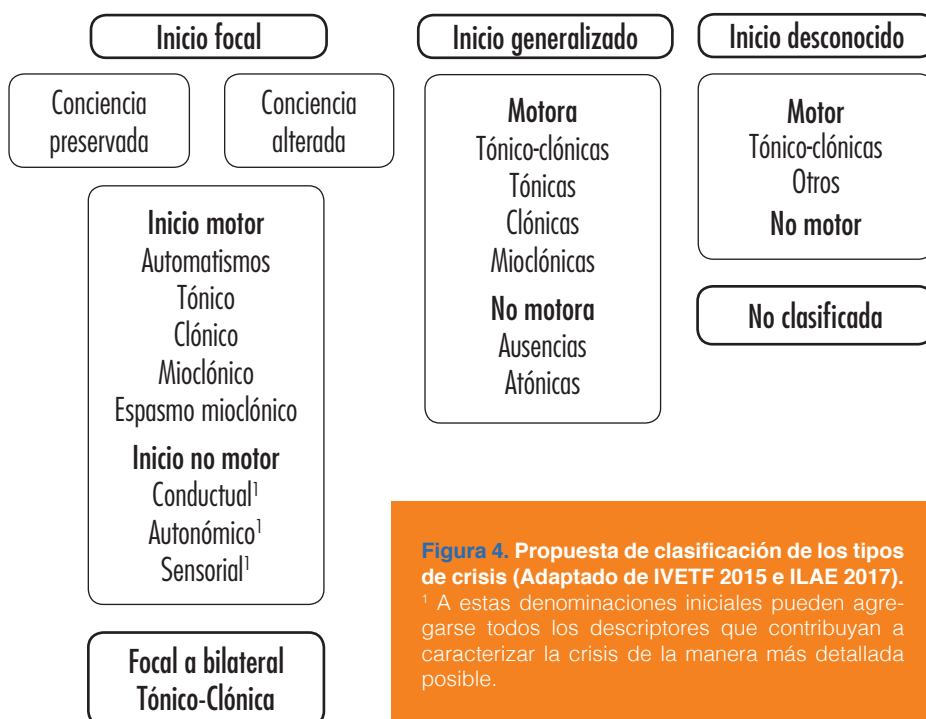 Inicio focal
Conciencia
preservada
Conciencia
alterada
Inicio motor
Automatismos
Tónico
Clónico
Mioclónico
Espasmo mioclónico
Inicio no motor
Conductual¹
Autonómico¹
Sensorial¹
Focal a bilateral
Tónico-Clónica
Inicio generalizado
Motora
Tónico-clónicas
Tónicas
Clónicas
Mioclónicas
No motora
Ausencias
Atónicas
Inicio desconocido
Motor
Tónico-clónicas
Otros
No motor
No clasificada
Figura 4. Propuesta de clasificación de los tipos
de crisis (Adaptado de IVETF 2015 e ILAE 2017).
¹ A estas denominaciones iniciales pueden agre-
garse todos los descriptores que contribuyan a
caracterizar la crisis de la manera más detallada
posible.